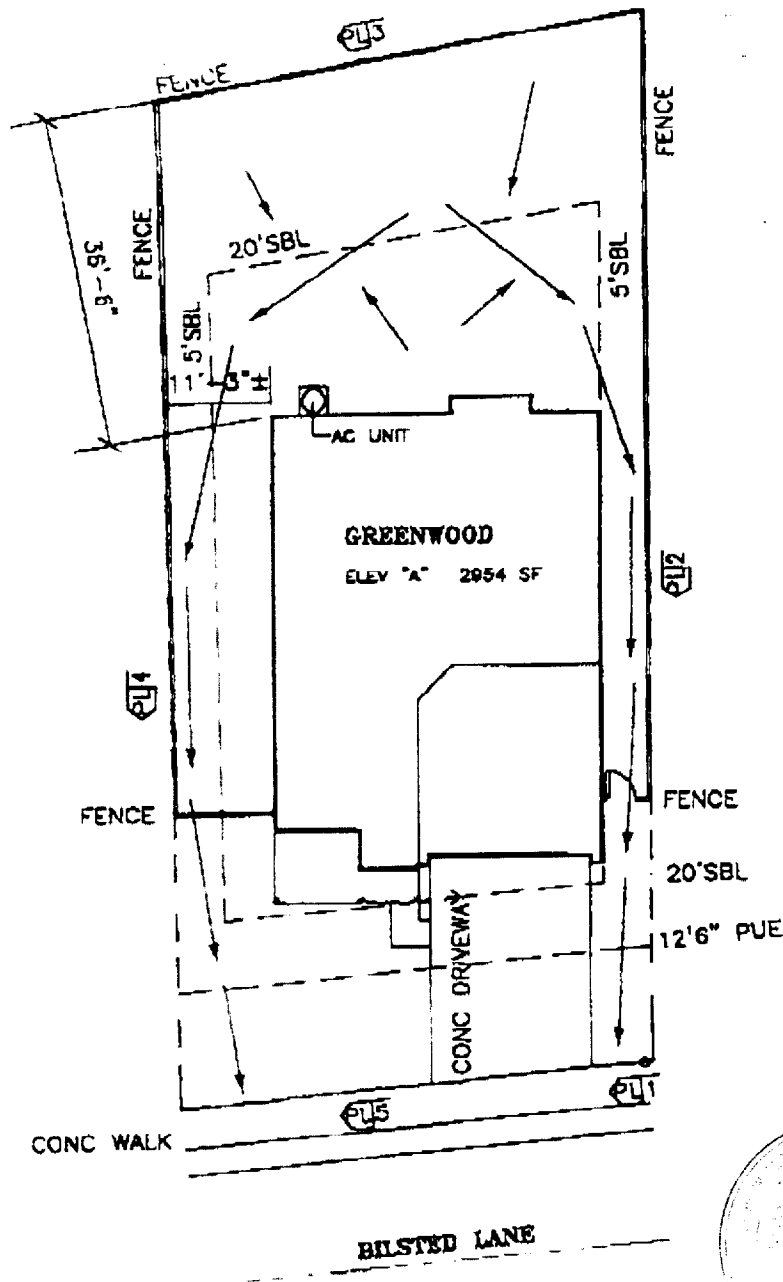 PL3
FENCE
FENCE
FENCE
36'-6"
20'SBL
5'SBL
5'SBL
11'-3"±
AC UNIT
GREENWOOD
ELEV "A" 2954 SF
PL2
PL4
FENCE
FENCE
20'SBL
12'6" PUE
CONC DRIVEWAY
PL1
PL5
CONC WALK
BILSTED LANE